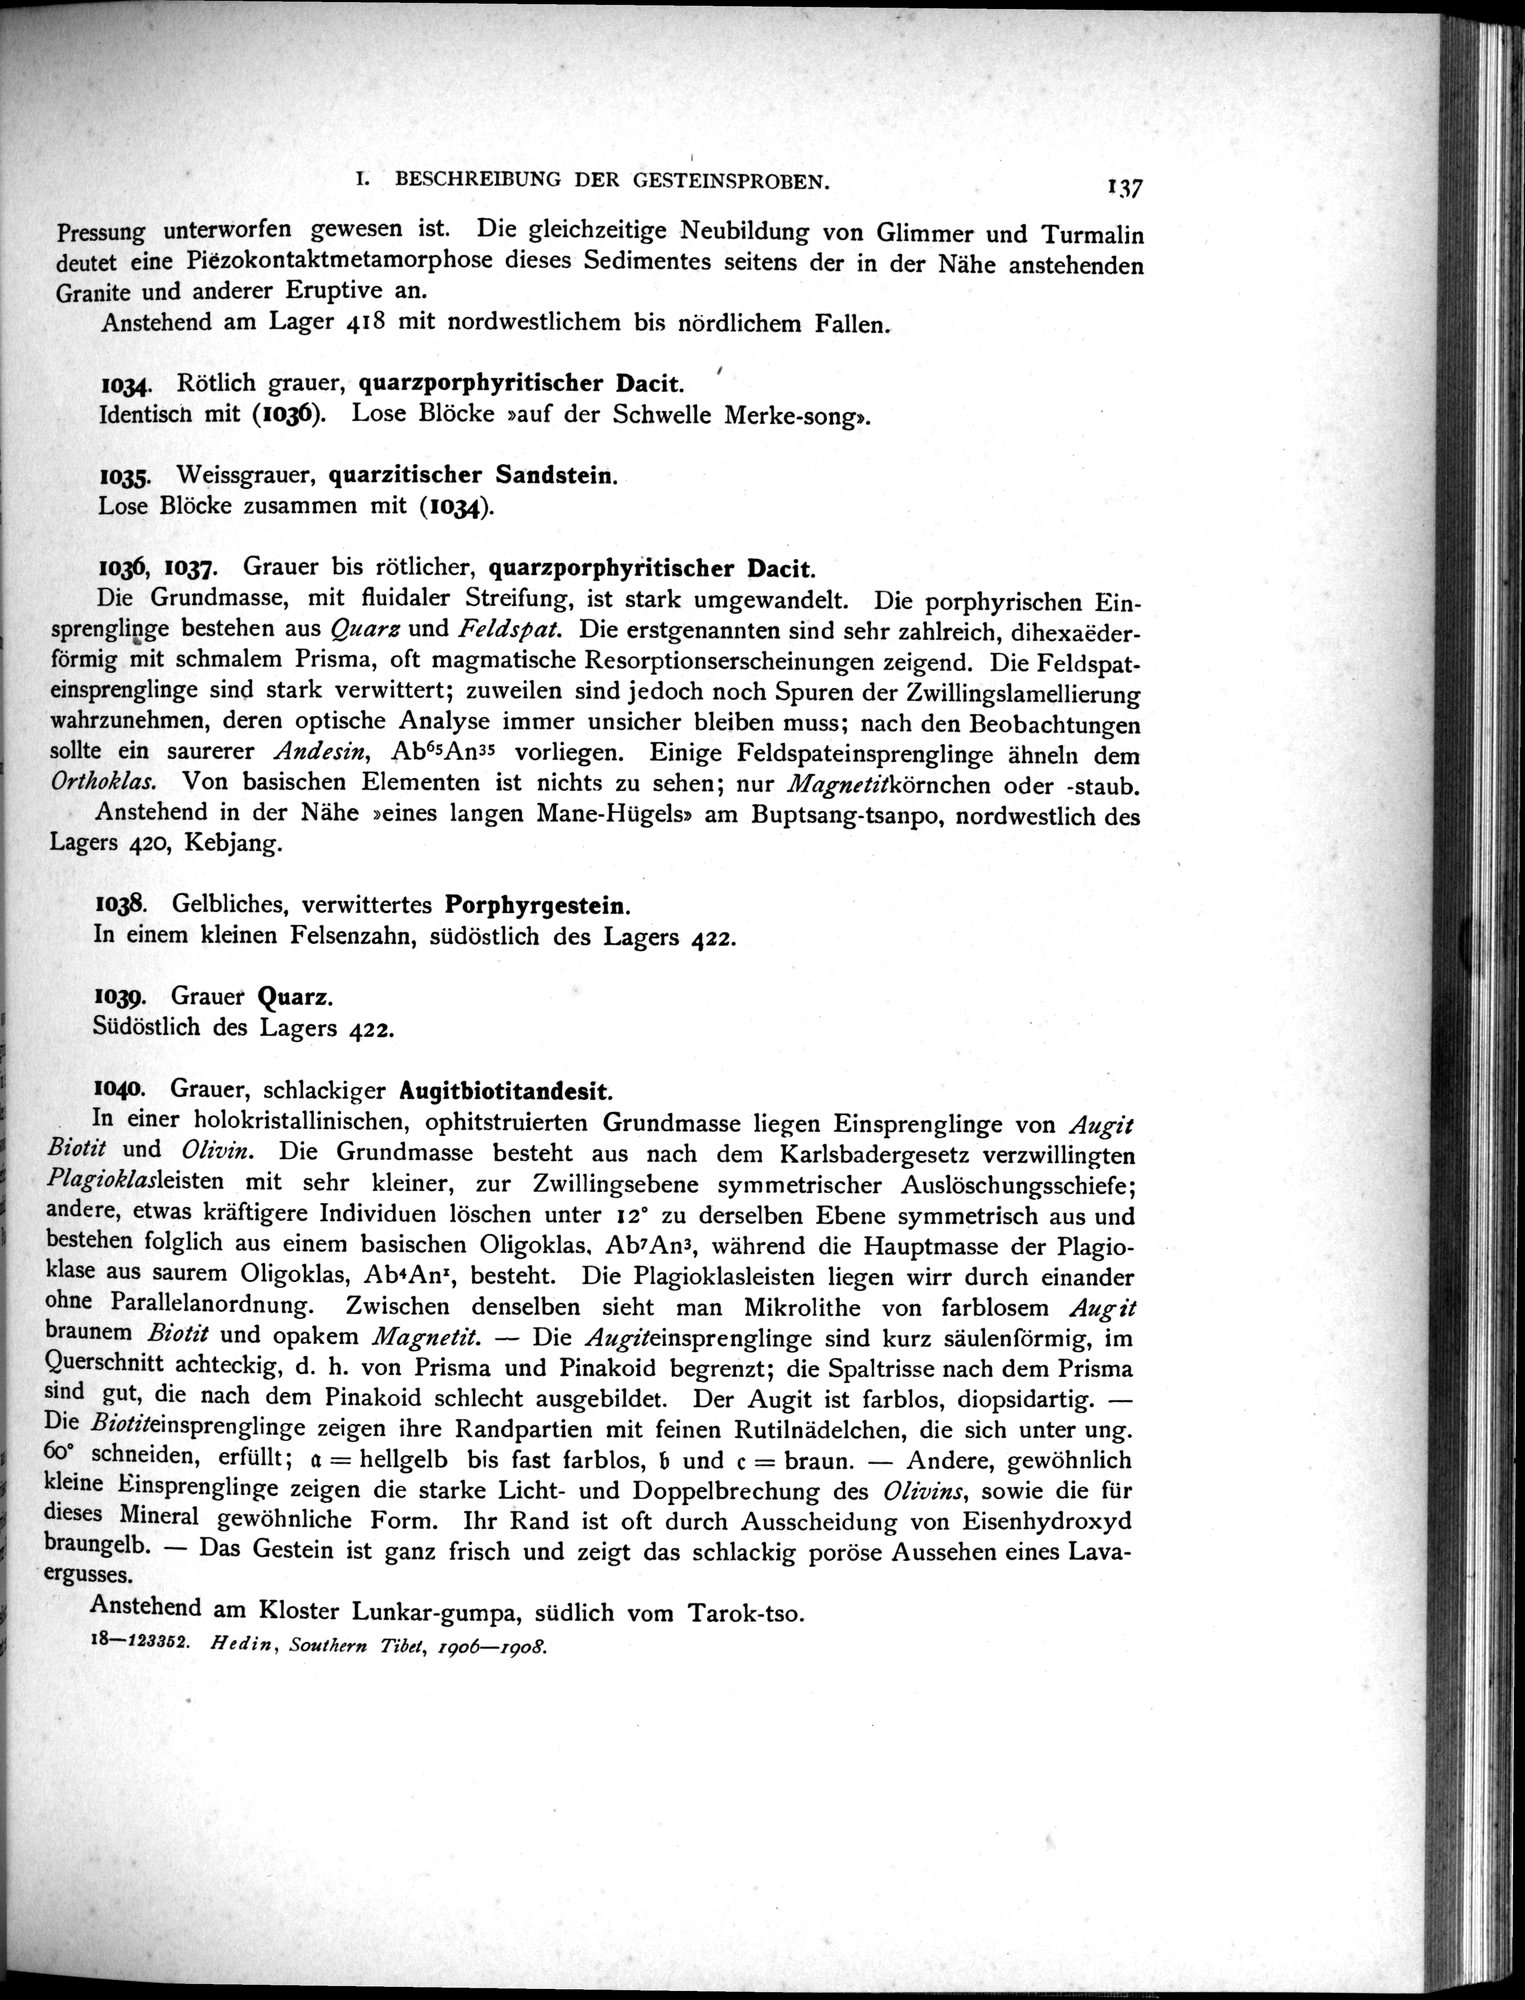 I. BESCHREIBUNG DER GESTEINSPROBEN. 137
Pressung unterworfen gewesen ist. Die gleichzeitige Neubildung von Glimmer und Turmalin
deutet eine Piëzokontaktmetamorphose dieses Sedimentes seitens der in der Nähe anstehenden
Granite und anderer Eruptive an.
Anstehend am Lager 418 mit nordwestlichem bis nördlichem Fallen.
1034. Rötlich grauer, quarzporphyritischer Dacit.
Identisch mit (1036). Lose Blöcke »auf der Schwelle Merke-song».
1035. Weissgrauer, quarzitischer Sandstein.
Lose Blöcke zusammen mit (1034).
1036, 1037. Grauer bis rötlicher, quarzporphyritischer Dacit.
Die Grundmasse, mit fluidaler Streifung, ist stark umgewandelt. Die porphyrischen Ein-
sprenglinge bestehen aus Quarz und Feldspat. Die erstgenannten sind sehr zahlreich, dihexaëder-
förmig mit schmalem Prisma, oft magmatische Resorptionserscheinungen zeigend. Die Feldspat-
einsprenglinge sind stark verwittert; zuweilen sind jedoch noch Spuren der Zwillingslamellierung
wahrzunehmen, deren optische Analyse immer unsicher bleiben muss; nach den Beobachtungen
sollte ein saurerer Andesin, Ab⁶⁵An³⁵ vorliegen. Einige Feldspateinsprenglinge ähneln dem
Orthoklas. Von basischen Elementen ist nichts zu sehen; nur Magnetitkörnchen oder -staub.
Anstehend in der Nähe »eines langen Mane-Hügels» am Buptsang-tsanpo, nordwestlich des
Lagers 420, Kebjang.
1038. Gelbliches, verwittertes Porphyrgestein.
In einem kleinen Felsenzahn, südöstlich des Lagers 422.
1039. Grauer Quarz.
Südöstlich des Lagers 422.
1040. Grauer, schlackiger Augitbiotitandesit.
In einer holokristallinischen, ophitstruierten Grundmasse liegen Einsprenglinge von Augit
Biotit und Olivin. Die Grundmasse besteht aus nach dem Karlsbadergesetz verzwillingten
Plagioklasleisten mit sehr kleiner, zur Zwillingsebene symmetrischer Auslöschungsschiefe;
andere, etwas kräftigere Individuen löschen unter 12° zu derselben Ebene symmetrisch aus und
bestehen folglich aus einem basischen Oligoklas, Ab⁷An³, während die Hauptmasse der Plagio-
klase aus saurem Oligoklas, Ab⁴An¹, besteht. Die Plagioklasleisten liegen wirr durch einander
ohne Parallelanordnung. Zwischen denselben sieht man Mikrolithe von farblosem Augit
braunem Biotit und opakem Magnetit. — Die Augiteinsprenglinge sind kurz säulenförmig, im
Querschnitt achteckig, d. h. von Prisma und Pinakoid begrenzt; die Spaltrisse nach dem Prisma
sind gut, die nach dem Pinakoid schlecht ausgebildet. Der Augit ist farblos, diopsidartig. —
Die Biotiteinsprenglinge zeigen ihre Randpartien mit feinen Rutilnädelchen, die sich unter ung.
60° schneiden, erfüllt; a = hellgelb bis fast farblos, b und c = braun. — Andere, gewöhnlich
kleine Einsprenglinge zeigen die starke Licht- und Doppelbrechung des Olivins, sowie die für
dieses Mineral gewöhnliche Form. Ihr Rand ist oft durch Ausscheidung von Eisenhydroxyd
braungelb. — Das Gestein ist ganz frisch und zeigt das schlackig poröse Aussehen eines Lava-
ergusses.
Anstehend am Kloster Lunkar-gumpa, südlich vom Tarok-tso.
18—123352. Hedin, Southern Tibet, 1906—1908.